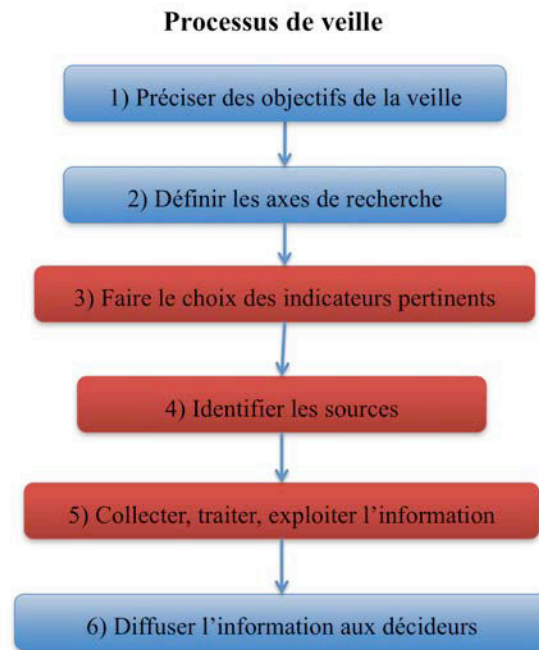 Processus de veille
1) Préciser des objectifs de la veille
2) Définir les axes de recherche
3) Faire le choix des indicateurs pertinents
4) Identifier les sources
5) Collecter, traiter, exploiter l’information
6) Diffuser l’information aux décideurs